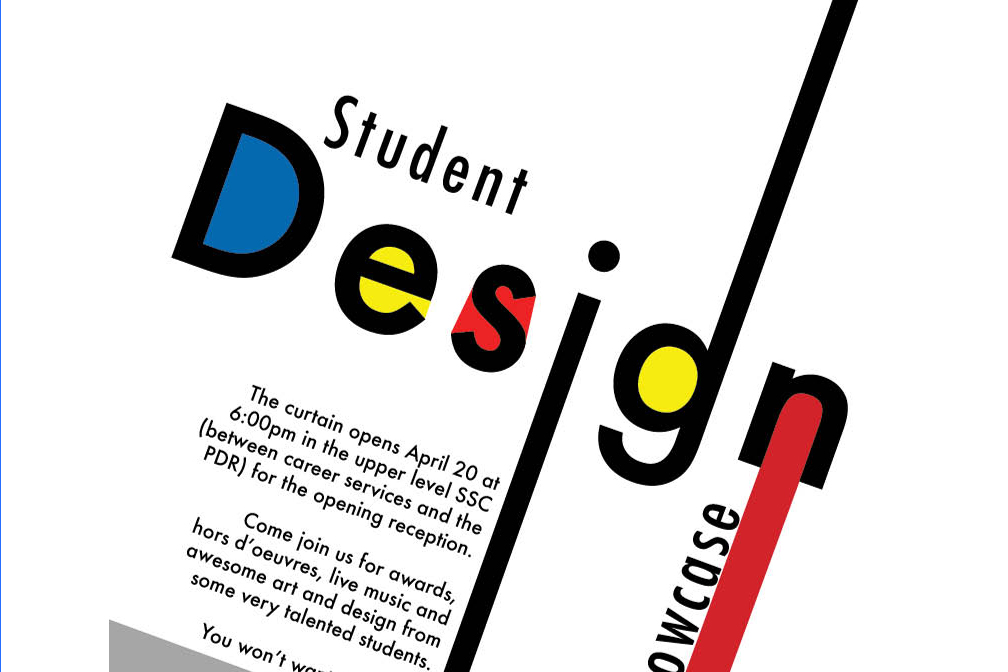 Student
Design
owcase
The curtain opens April 20 at
6:00pm in the upper level SSC
(between career services and the
PDR) for the opening reception.
Come join us for awards,
hors d'oeuvres, live music and
awesome art and design from
some very talented students.
You won't